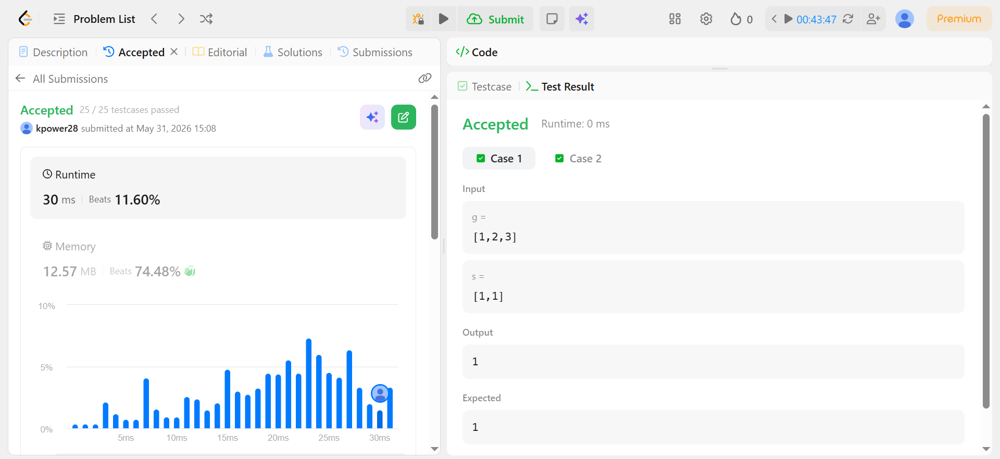 Problem List
Submit
0
00:43:47
Premium
Description
Accepted
Editorial
Solutions
Submissions
All Submissions
Accepted 25 / 25 testcases passed
kpower28 submitted at May 31, 2026 15:08
Runtime
30 ms Beats 11.60%
Memory
12.57 MB Beats 74.48%
10%
5%
0%
5ms 10ms 15ms 20ms 25ms 30ms
</> Code
Testcase
Test Result
Accepted Runtime: 0 ms
Case 1 Case 2
Input
g =
[1,2,3]
s =
[1,1]
Output
1
Expected
1